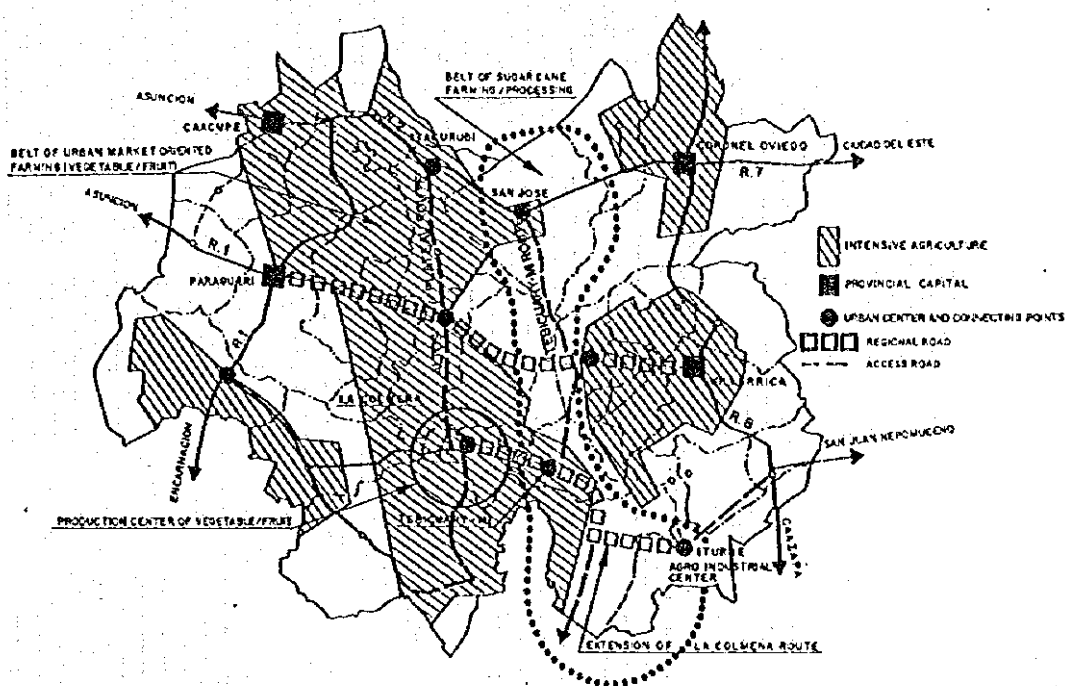 BELT OF SUGAR CANE
FARMING / PROCESSING
ASUNCION
CAACUPE
R.2
BELT OF URBAN MARKET ORIENTED
FARMING (VEGETABLE/FRUIT)
CORONEL OVIEDO
CIUDAD DEL ESTE
R.7
SAN JOSE
ASUNCION
R.1
PARAGUARI
INTENSIVE AGRICULTURE
PROVINCIAL CAPITAL
URBAN CENTER AND CONNECTING POINTS
REGIONAL ROAD
ACCESS ROAD
R.1
VILLARRICA
LA COLMENA
R.8
SAN JUAN NEPOMUCENO
ENCARNACION
PRODUCTION CENTER OF VEGETABLE/FRUIT
ITURBE
AGRO INDUSTRIAL
CENTER
CAAZAPA
EXTENSION OF LA COLMENA ROUTE